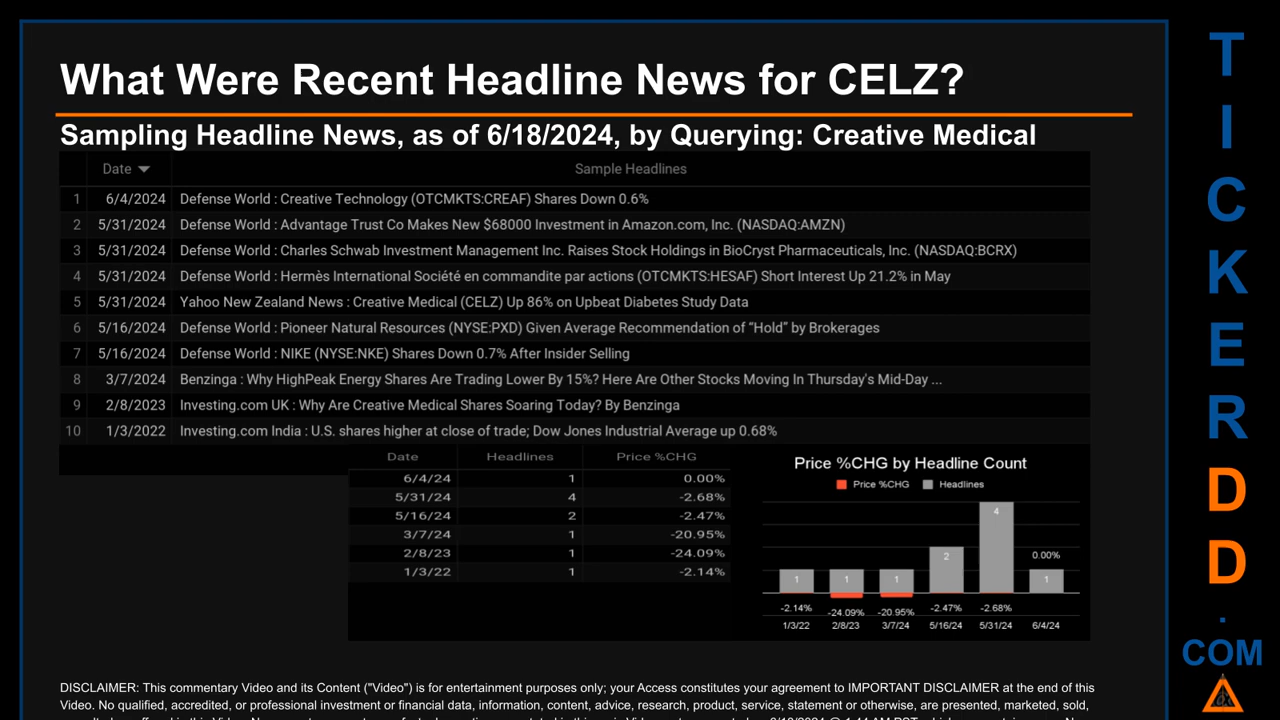 What Were Recent Headline News for CELZ?
Sampling Headline News, as of 6/18/2024, by Querying: Creative Medical
Date Sample Headlines
1 6/4/2024 Defense World : Creative Technology (OTCMKTS:CREAF) Shares Down 0.6%
2 5/31/2024 Defense World : Advantage Trust Co Makes New $68000 Investment in Amazon.com, Inc. (NASDAQ:AMZN)
3 5/31/2024 Defense World : Charles Schwab Investment Management Inc. Raises Stock Holdings in BioCryst Pharmaceuticals, Inc. (NASDAQ:BCRX)
4 5/31/2024 Defense World : Hermès International Société en commandite par actions (OTCMKTS:HESAF) Short Interest Up 21.2% in May
5 5/31/2024 Yahoo New Zealand News : Creative Medical (CELZ) Up 86% on Upbeat Diabetes Study Data
6 5/16/2024 Defense World : Pioneer Natural Resources (NYSE:PXD) Given Average Recommendation of “Hold” by Brokerages
7 5/16/2024 Defense World : NIKE (NYSE:NKE) Shares Down 0.7% After Insider Selling
8 3/7/2024 Benzinga : Why HighPeak Energy Shares Are Trading Lower By 15%? Here Are Other Stocks Moving In Thursday's Mid-Day ...
9 2/8/2023 Investing.com UK : Why Are Creative Medical Shares Soaring Today? By Benzinga
10 1/3/2022 Investing.com India : U.S. shares higher at close of trade; Dow Jones Industrial Average up 0.68%
Date Headlines Price %CHG
6/4/24 1 0.00%
5/31/24 4 -2.68%
5/16/24 2 -2.47%
3/7/24 1 -20.95%
2/8/23 1 -24.09%
1/3/22 1 -2.14%
Price %CHG by Headline Count
Price %CHG Headlines
4
2 0.00%
1 1 1 1
-2.14% -24.09% -20.95% -2.47% -2.68%
1/3/22 2/8/23 3/7/24 5/16/24 5/31/24 6/4/24
DISCLAIMER: This commentary Video and its Content ("Video") is for entertainment purposes only; your Access constitutes your agreement to IMPORTANT DISCLAIMER at the end of this
Video. No qualified, accredited, or professional investment or financial data, information, content, advice, research, product, service, statement or otherwise, are presented, marketed, sold,
T
I
C
K
E
R
D
D
.
COM